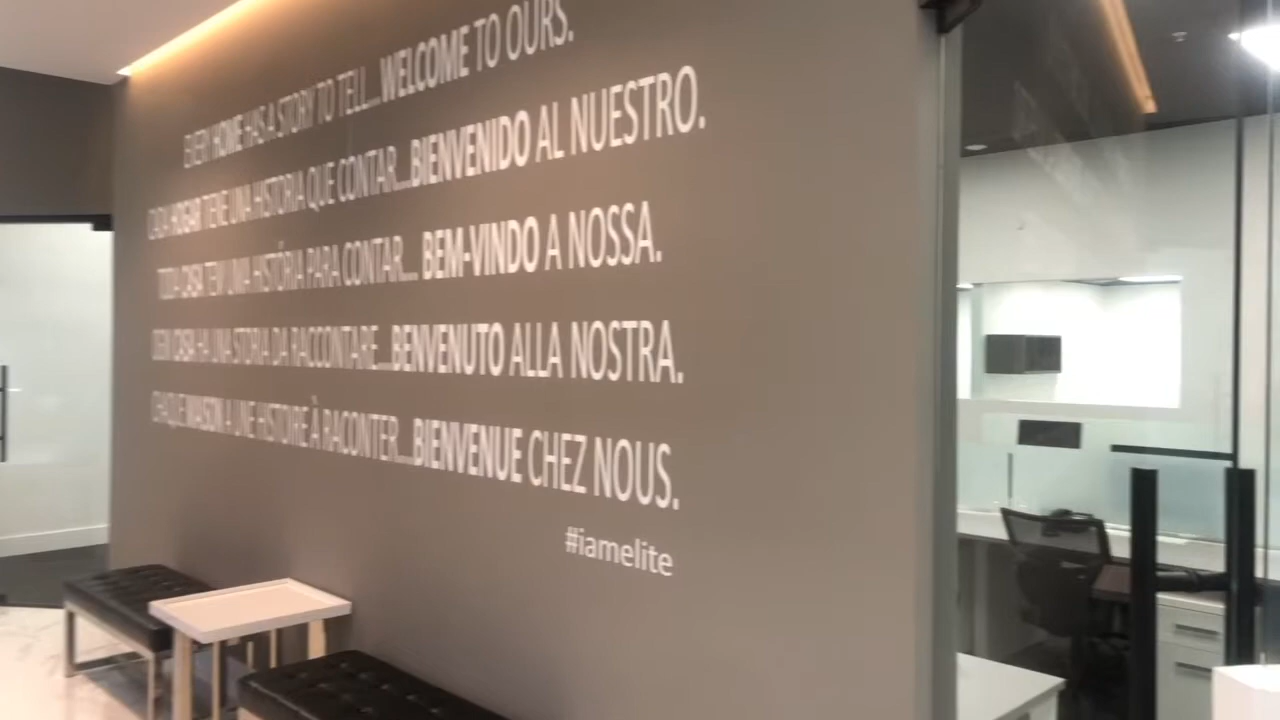 EVERY HOME HAS A STORY TO TELL...WELCOME TO OURS.
CADA HOGAR TIENE UNA HISTORIA QUE CONTAR...BIENVENIDO AL NUESTRO.
TODA CASA TEM UMA HISTÓRIA PARA CONTAR... BEM-VINDO A NOSSA.
OGNI CASA HA UNA STORIA DA RACCONTARE...BENVENUTO ALLA NOSTRA.
CHAQUE MAISON A UNE HISTOIRE À RACONTER...BIENVENUE CHEZ NOUS.
#iamelite